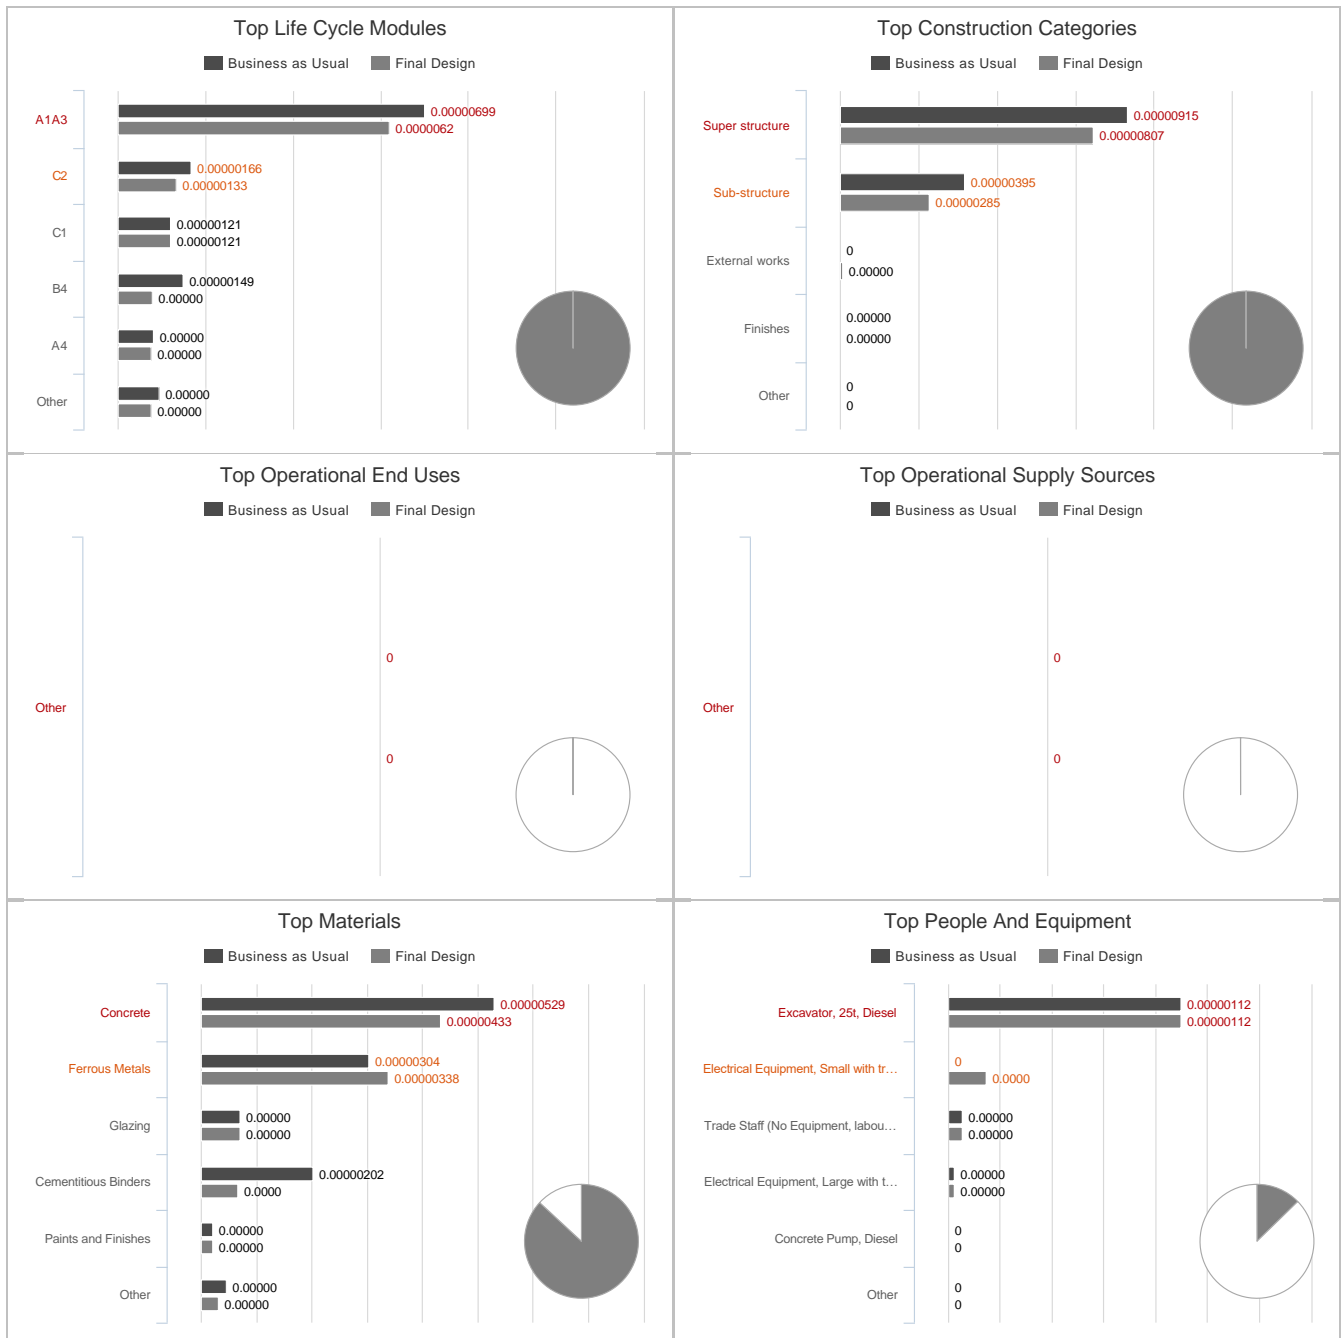 Top Life Cycle Modules
Business as Usual Final Design
A1A3
0.00000699
0.0000062
C2
0.00000166
0.00000133
C1
0.00000121
0.00000121
B4
0.00000149
0.00000
A4
0.00000
0.00000
Other
0.00000
0.00000
Top Construction Categories
Business as Usual Final Design
Super structure
0.00000915
0.00000807
Sub-structure
0.00000395
0.00000285
External works
0
0.00000
Finishes
0.00000
0.00000
Other
0
0
Top Operational End Uses
Business as Usual Final Design
Other
0
0
Top Operational Supply Sources
Business as Usual Final Design
Other
0
0
Top Materials
Business as Usual Final Design
Concrete
0.00000529
0.00000433
Ferrous Metals
0.00000304
0.00000338
Glazing
0.00000
0.00000
Cementitious Binders
0.00000202
0.0000
Paints and Finishes
0.00000
0.00000
Other
0.00000
0.00000
Top People And Equipment
Business as Usual Final Design
Excavator, 25t, Diesel
0.00000112
0.00000112
Electrical Equipment, Small with tr…
0
0.0000
Trade Staff (No Equipment, labou…
0.00000
0.00000
Electrical Equipment, Large with t…
0.00000
0.00000
Concrete Pump, Diesel
0
0
Other
0
0